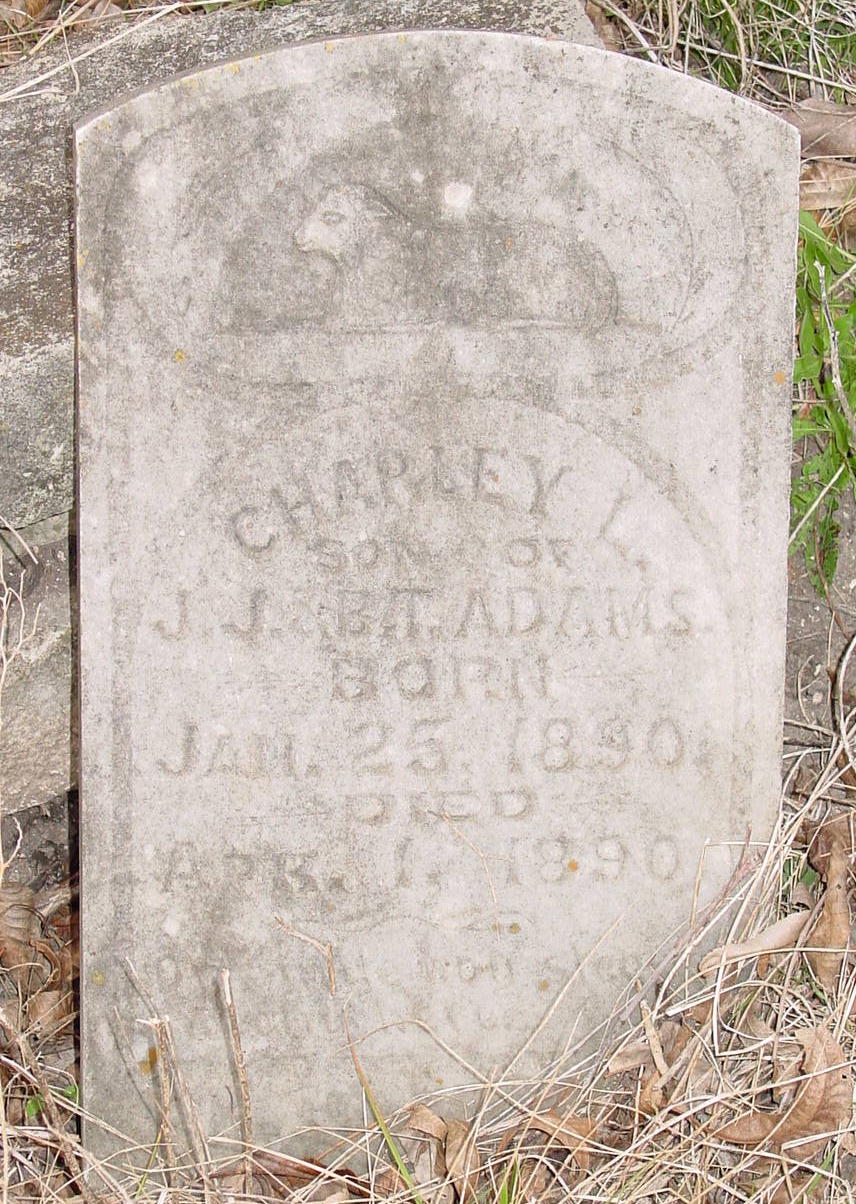 CHARLEY L.
SON OF
J. J. & B. T. ADAMS
BORN
JAN. 25. 1890.
DIED
APR. 1. 1890